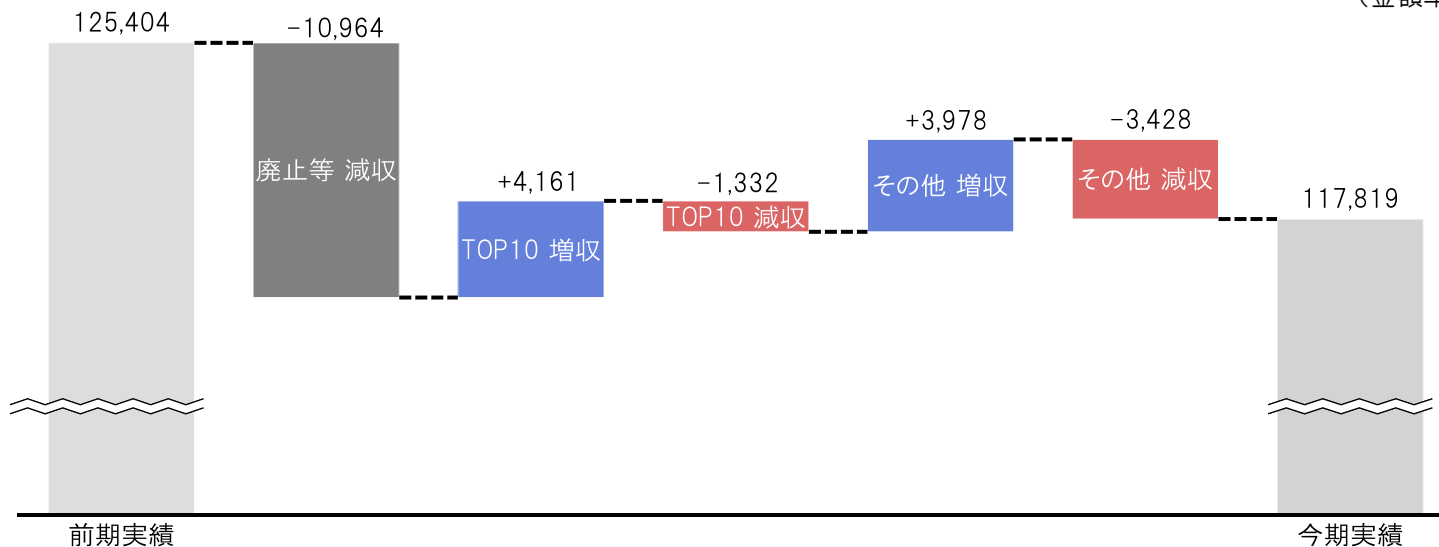 125,404
-10,964
廃止等 減収
+4,161
TOP10 増収
-1,332
TOP10 減収
+3,978
その他 増収
-3,428
その他 減収
117,819
前期実績
今期実績